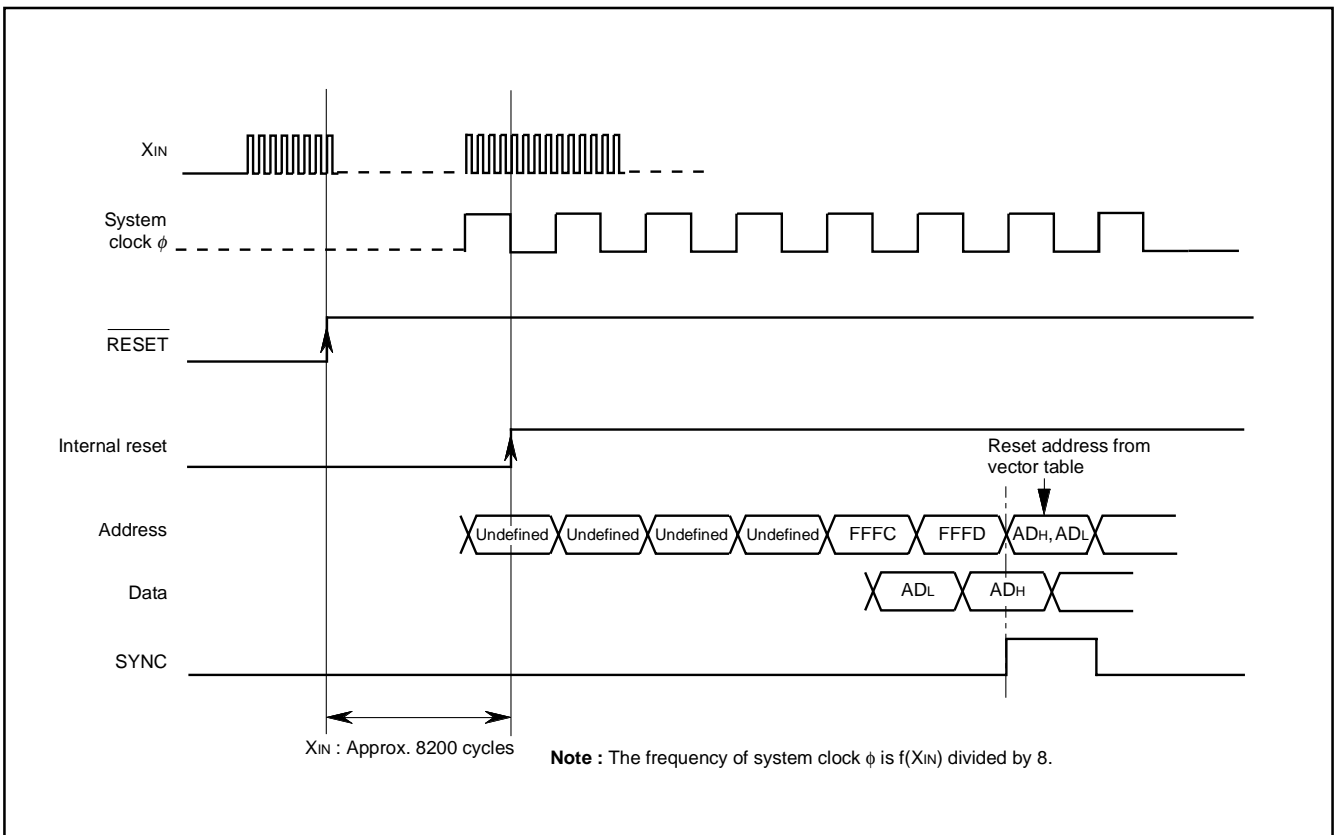 XIN
System
clock ϕ
RESET
Internal reset
Reset address from
vector table
Address
Undefined Undefined Undefined Undefined FFFC FFFD ADH, ADL
Data
ADL ADH
SYNC
XIN : Approx. 8200 cycles
Note : The frequency of system clock ϕ is f(XIN) divided by 8.